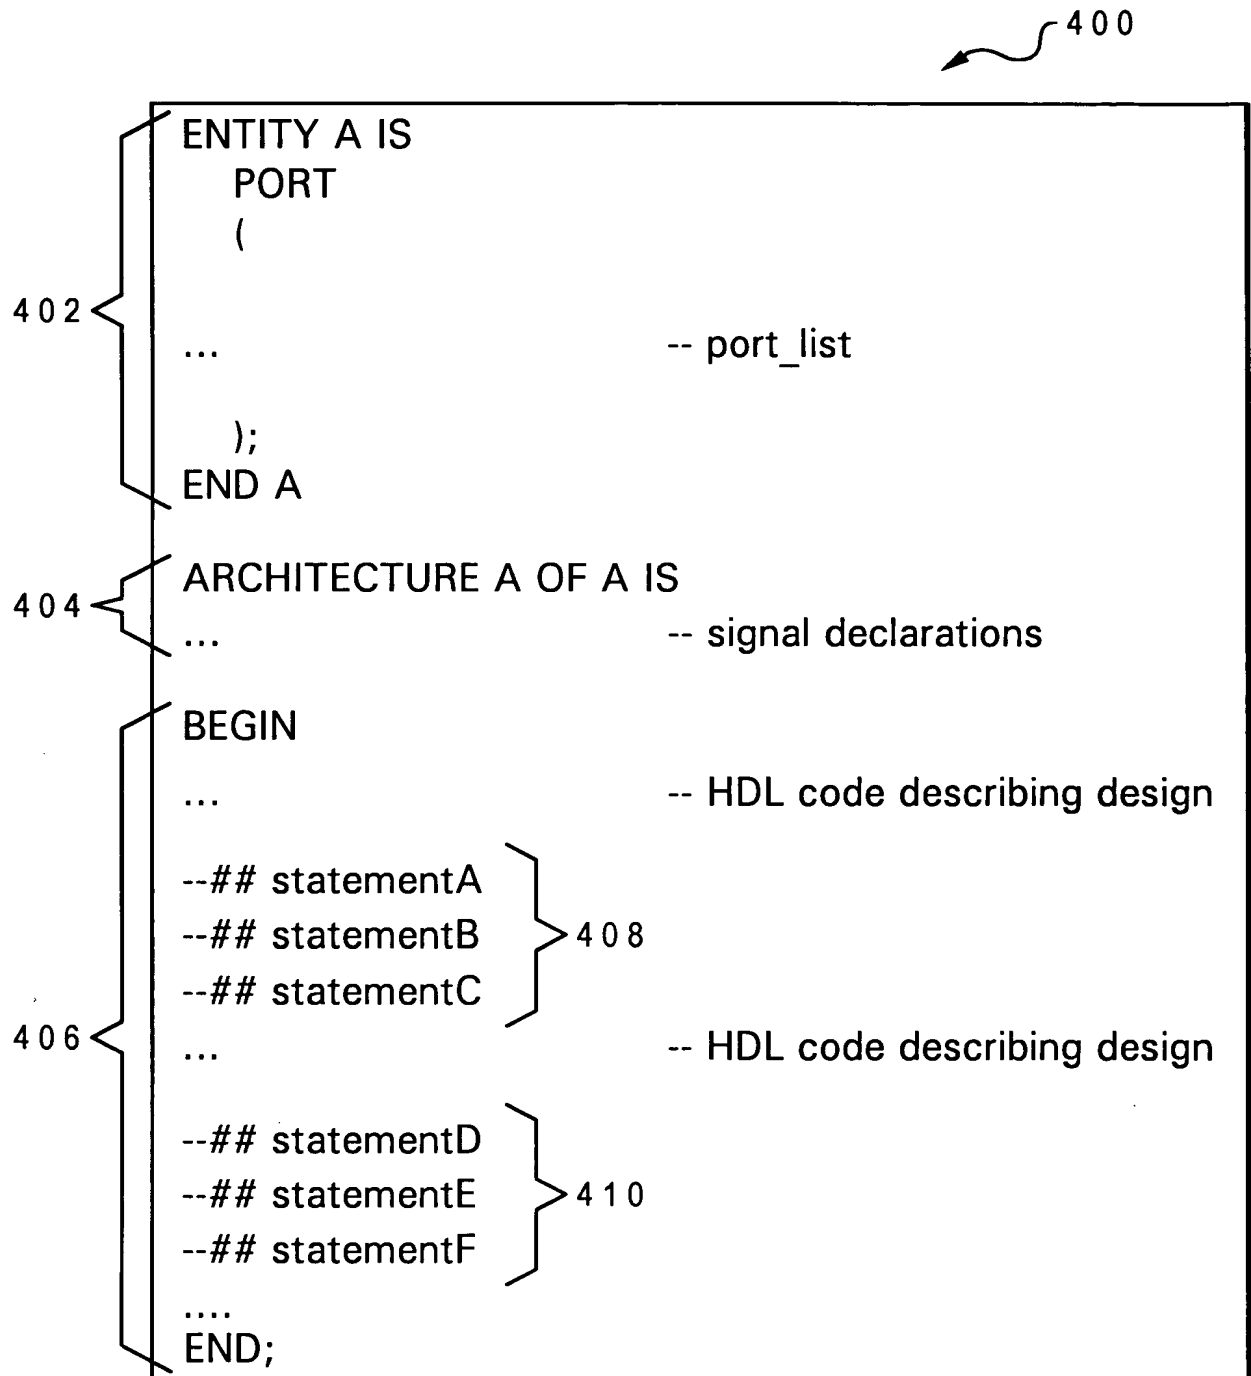 400
ENTITY A IS
PORT
(
402
... -- port_list
);
END A
ARCHITECTURE A OF A IS
404
... -- signal declarations
BEGIN
... -- HDL code describing design
--## statementA
--## statementB 408
--## statementC
406
... -- HDL code describing design
--## statementD
--## statementE 410
--## statementF
....
END;